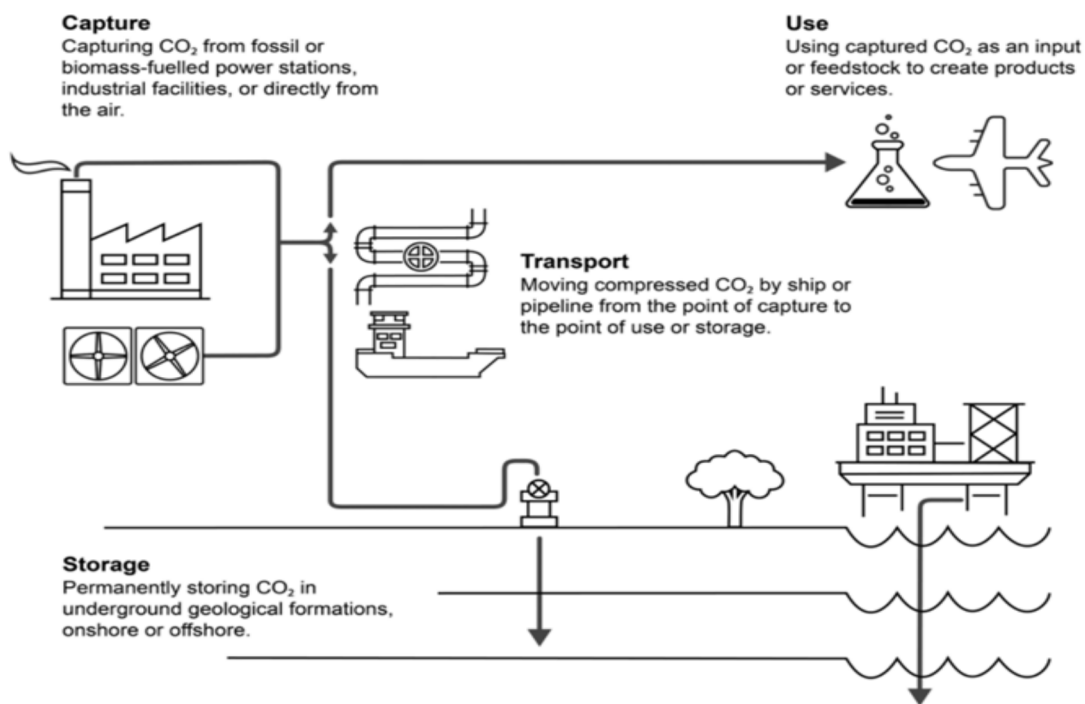 Capture
Capturing CO₂ from fossil or
biomass-fuelled power stations,
industrial facilities, or directly from
the air.
Use
Using captured CO₂ as an input
or feedstock to create products
or services.
Transport
Moving compressed CO₂ by ship or
pipeline from the point of capture to
the point of use or storage.
Storage
Permanently storing CO₂ in
underground geological formations,
onshore or offshore.